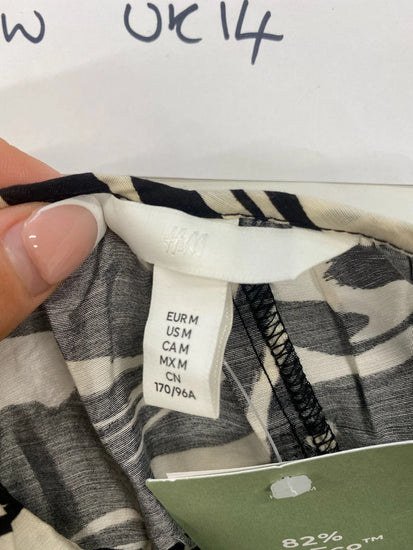 W UK14
H&M
EUR M
US M
CA M
MX M
CN
170/96A
82%